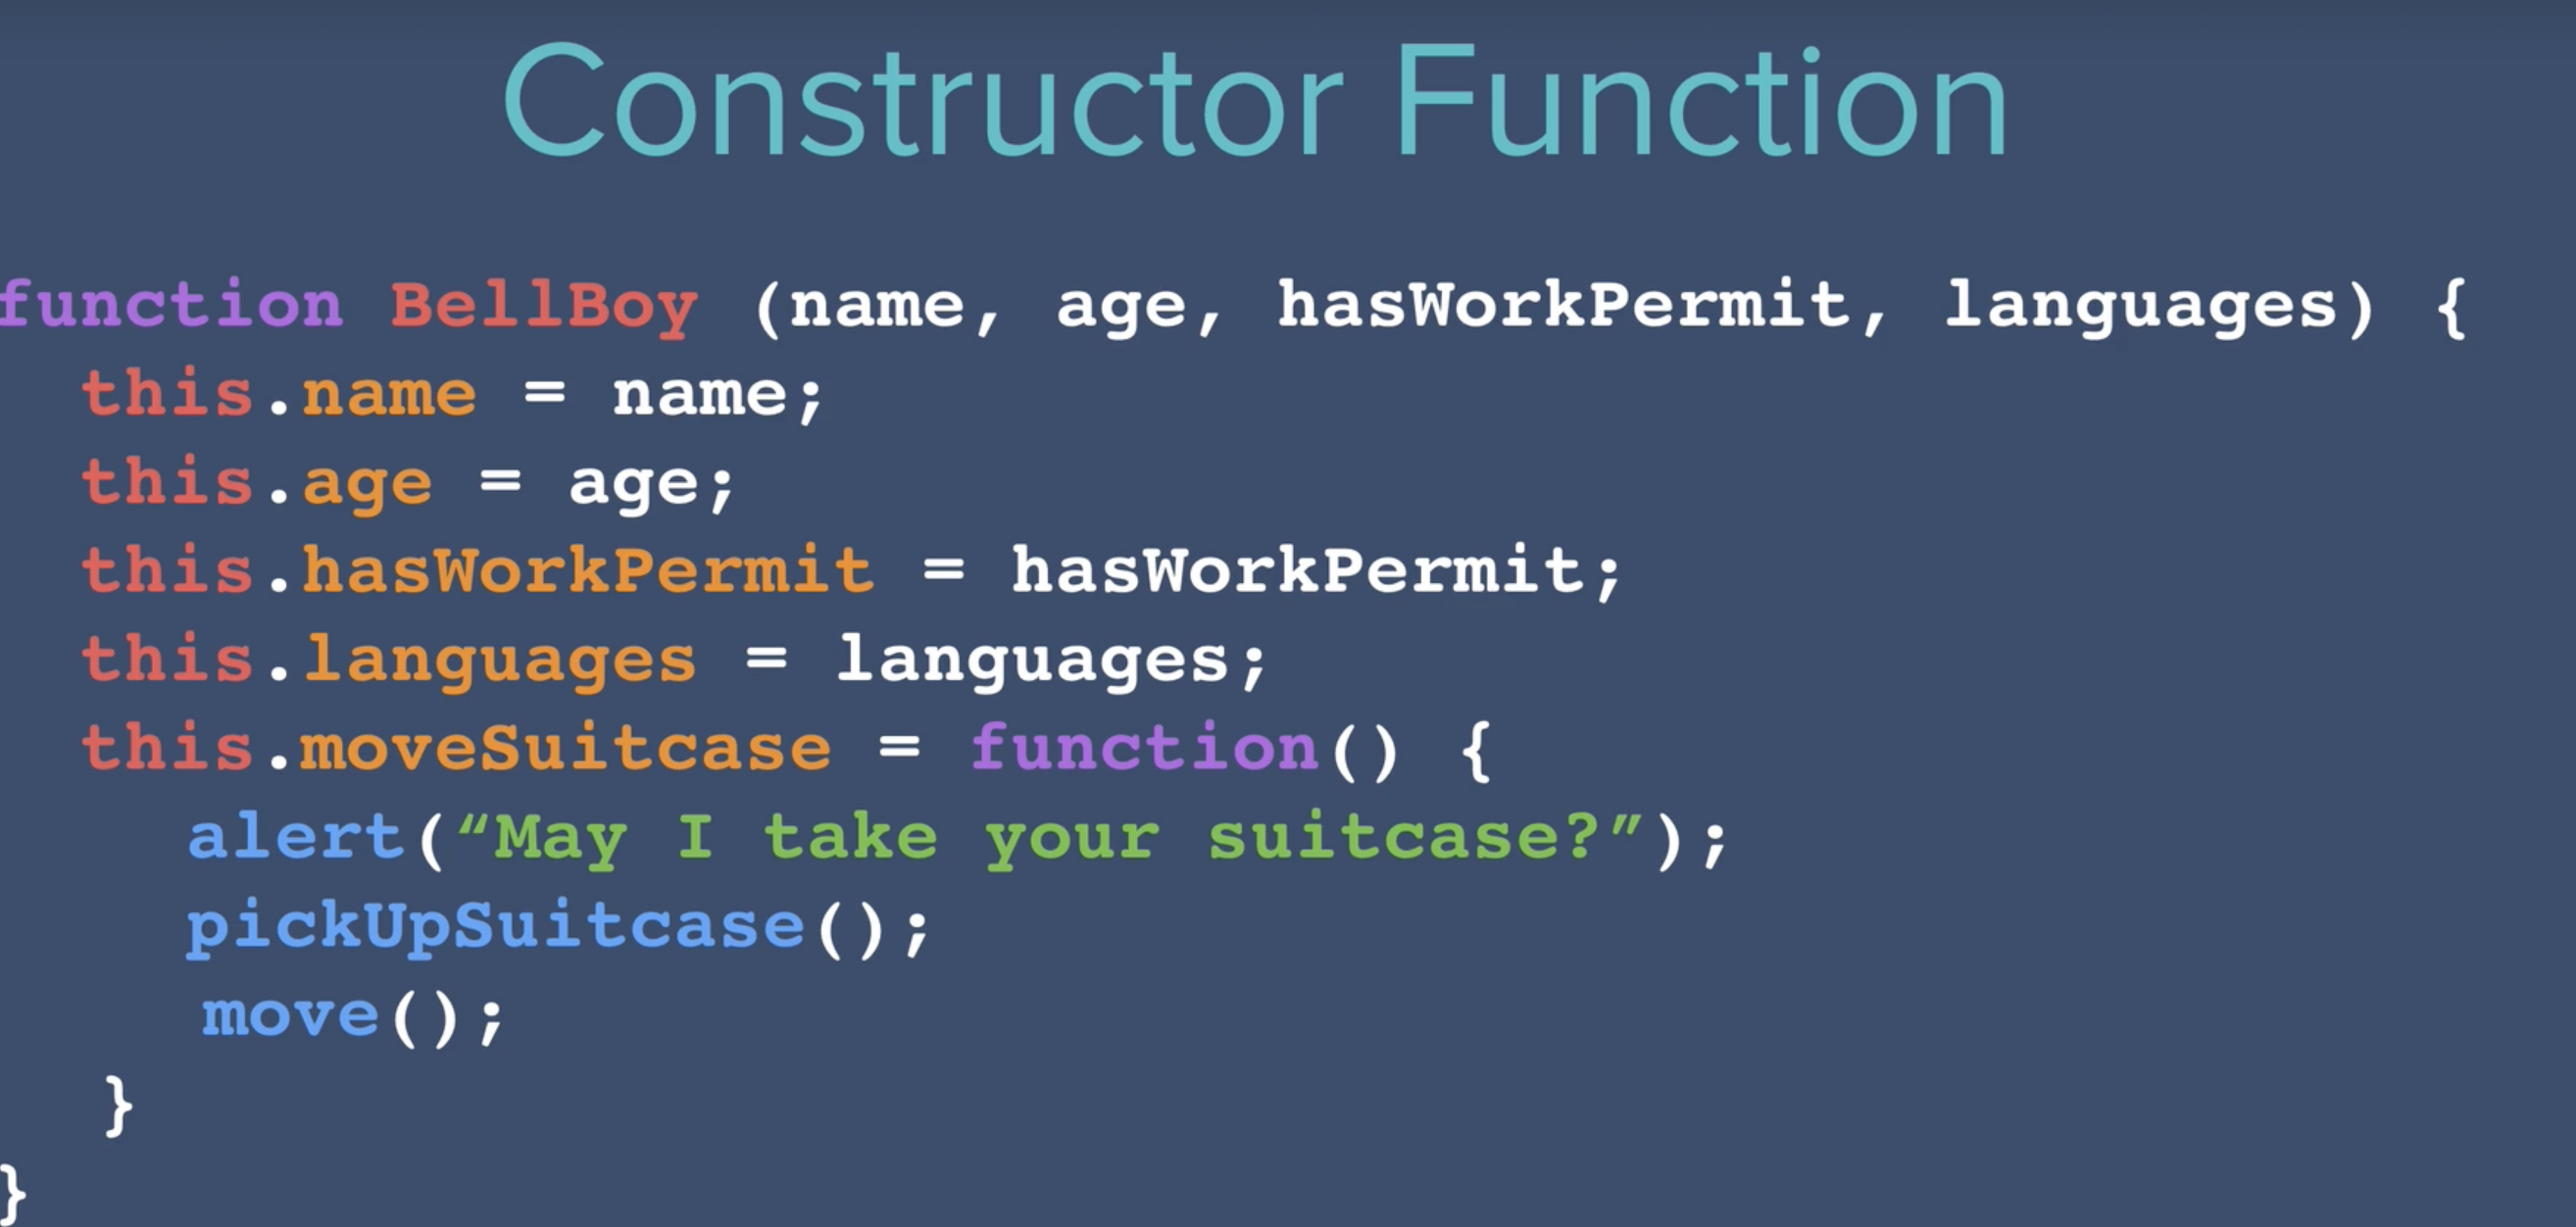 Constructor Function
function BellBoy (name, age, hasWorkPermit, languages) {
this.name = name;
this.age = age;
this.hasWorkPermit = hasWorkPermit;
this.languages = languages;
this.moveSuitcase = function() {
alert(“May I take your suitcase?”);
pickUpSuitcase();
move();
}
}